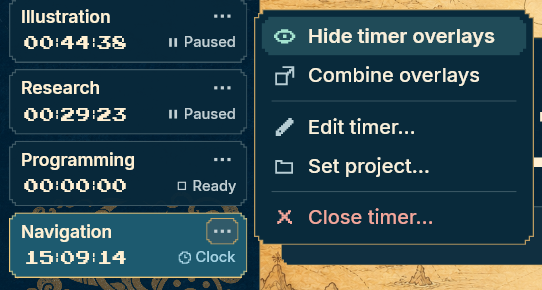 Illustration ...
00:44:38 Paused
Research ...
00:29:23 Paused
Programming ...
00:00:00 Ready
Navigation ...
15:09:14 Clock
Hide timer overlays
Combine overlays
Edit timer...
Set project...
Close timer...